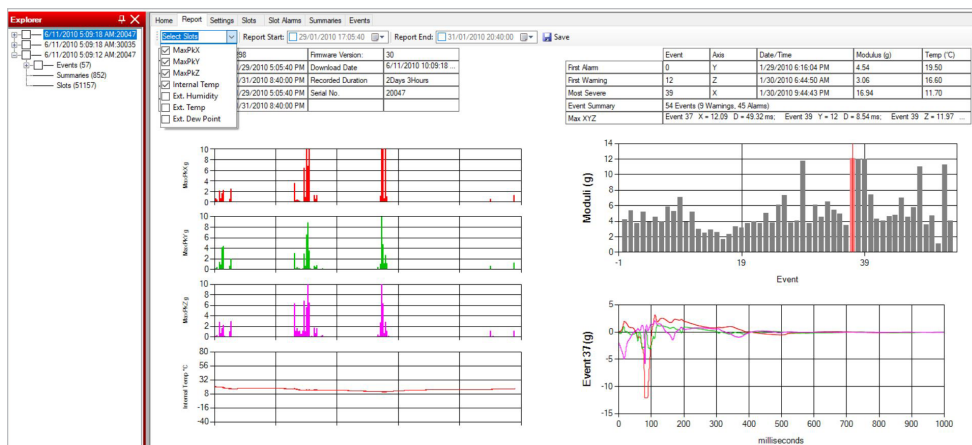 Explorer
6/11/2010 5:09:18 AM:20047
6/11/2010 5:09:18 AM:30035
6/11/2010 5:09:12 AM:20047
Events (57)
Summaries (852)
Slots (51157)
Home Report Settings Slots Slot Alarms Summaries Events
Select Slots Report Start: 29/01/2010 17:05:40 Report End: 31/01/2010 20:40:00 Save
MaxPkX
MaxPkY
MaxPkZ
Internal Temp
Ext. Humidity
Ext. Temp
Ext. Dew Point
98 Firmware Version: 30
/29/2010 5:05:40 PM Download Date 6/11/2010 10:09:18 ...
/31/2010 8:40:00 PM Recorded Duration 2Days 3Hours
/29/2010 5:05:40 PM Serial No. 20047
/31/2010 8:40:00 PM
Event Axis Date/Time Modulus (g) Temp (°C)
First Alarm 0 Y 1/29/2010 6:16:04 PM 4.54 19.50
First Warning 12 Z 1/30/2010 6:44:50 AM 3.06 16.60
Most Severe 39 X 1/30/2010 9:44:43 PM 16.94 11.70
Event Summary 54 Events (9 Warnings, 45 Alarms)
Max XYZ Event 37 X = 12.09 D = 49.32 ms; Event 39 Y = 12 D = 8.54 ms; Event 39 Z = 11.97 ...
MaxPkX g
10
8
6
4
2
0
MaxPkY g
10
8
6
4
2
0
MaxPkZ g
10
8
6
4
2
0
Internal Temp °C
80
56
32
8
-16
-40
Moduli (g)
14
12
10
8
6
4
2
0
-1 19 39
Event
Event 37(g)
5
0
-5
-10
-15
0 100 200 300 400 500 600 700 800 900 1000
milliseconds